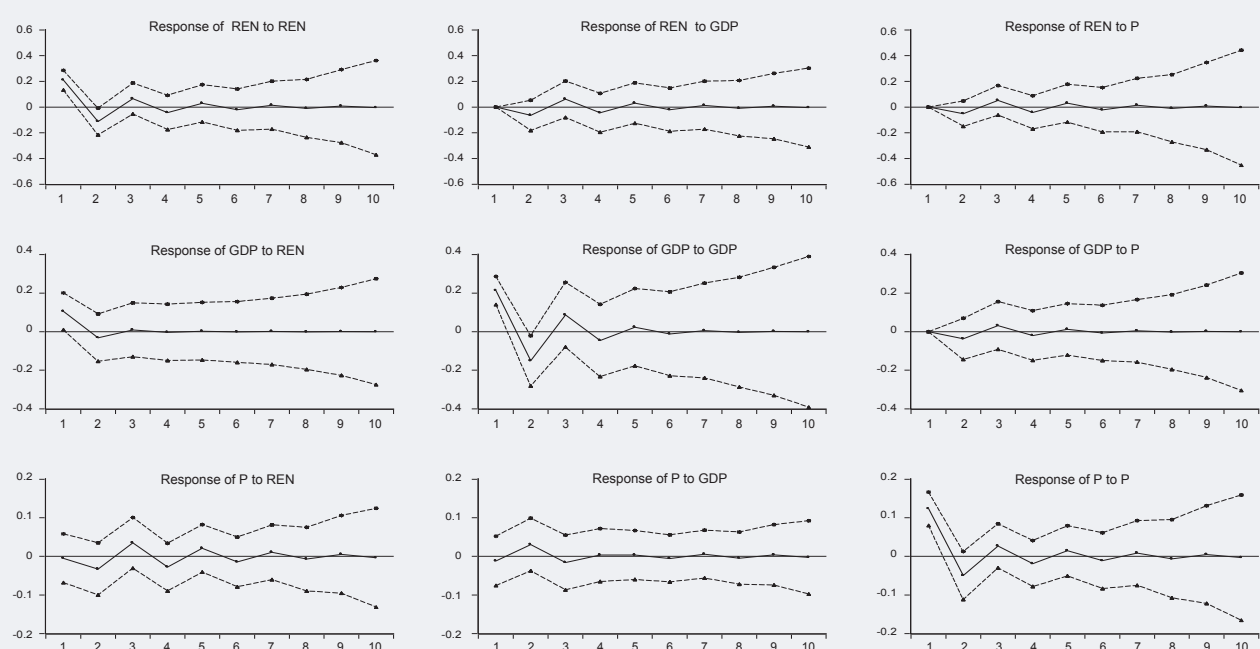 Response of REN to REN
0.6
0.4
0.2
0
-0.2
-0.4
-0.6
1 2 3 4 5 6 7 8 9 10
Response of REN to GDP
0.6
0.4
0.2
0
-0.2
-0.4
-0.6
1 2 3 4 5 6 7 8 9 10
Response of REN to P
0.6
0.4
0.2
0
-0.2
-0.4
-0.6
1 2 3 4 5 6 7 8 9 10
Response of GDP to REN
0.4
0.2
0
-0.2
-0.4
1 2 3 4 5 6 7 8 9 10
Response of GDP to GDP
0.4
0.2
0
-0.2
-0.4
1 2 3 4 5 6 7 8 9 10
Response of GDP to P
0.4
0.2
0
-0.2
-0.4
1 2 3 4 5 6 7 8 9 10
Response of P to REN
0.2
0.1
0
-0.1
-0.2
1 2 3 4 5 6 7 8 9 10
Response of P to GDP
0.2
0.1
0
-0.1
-0.2
1 2 3 4 5 6 7 8 9 10
Response of P to P
0.2
0.1
0
-0.1
-0.2
1 2 3 4 5 6 7 8 9 10